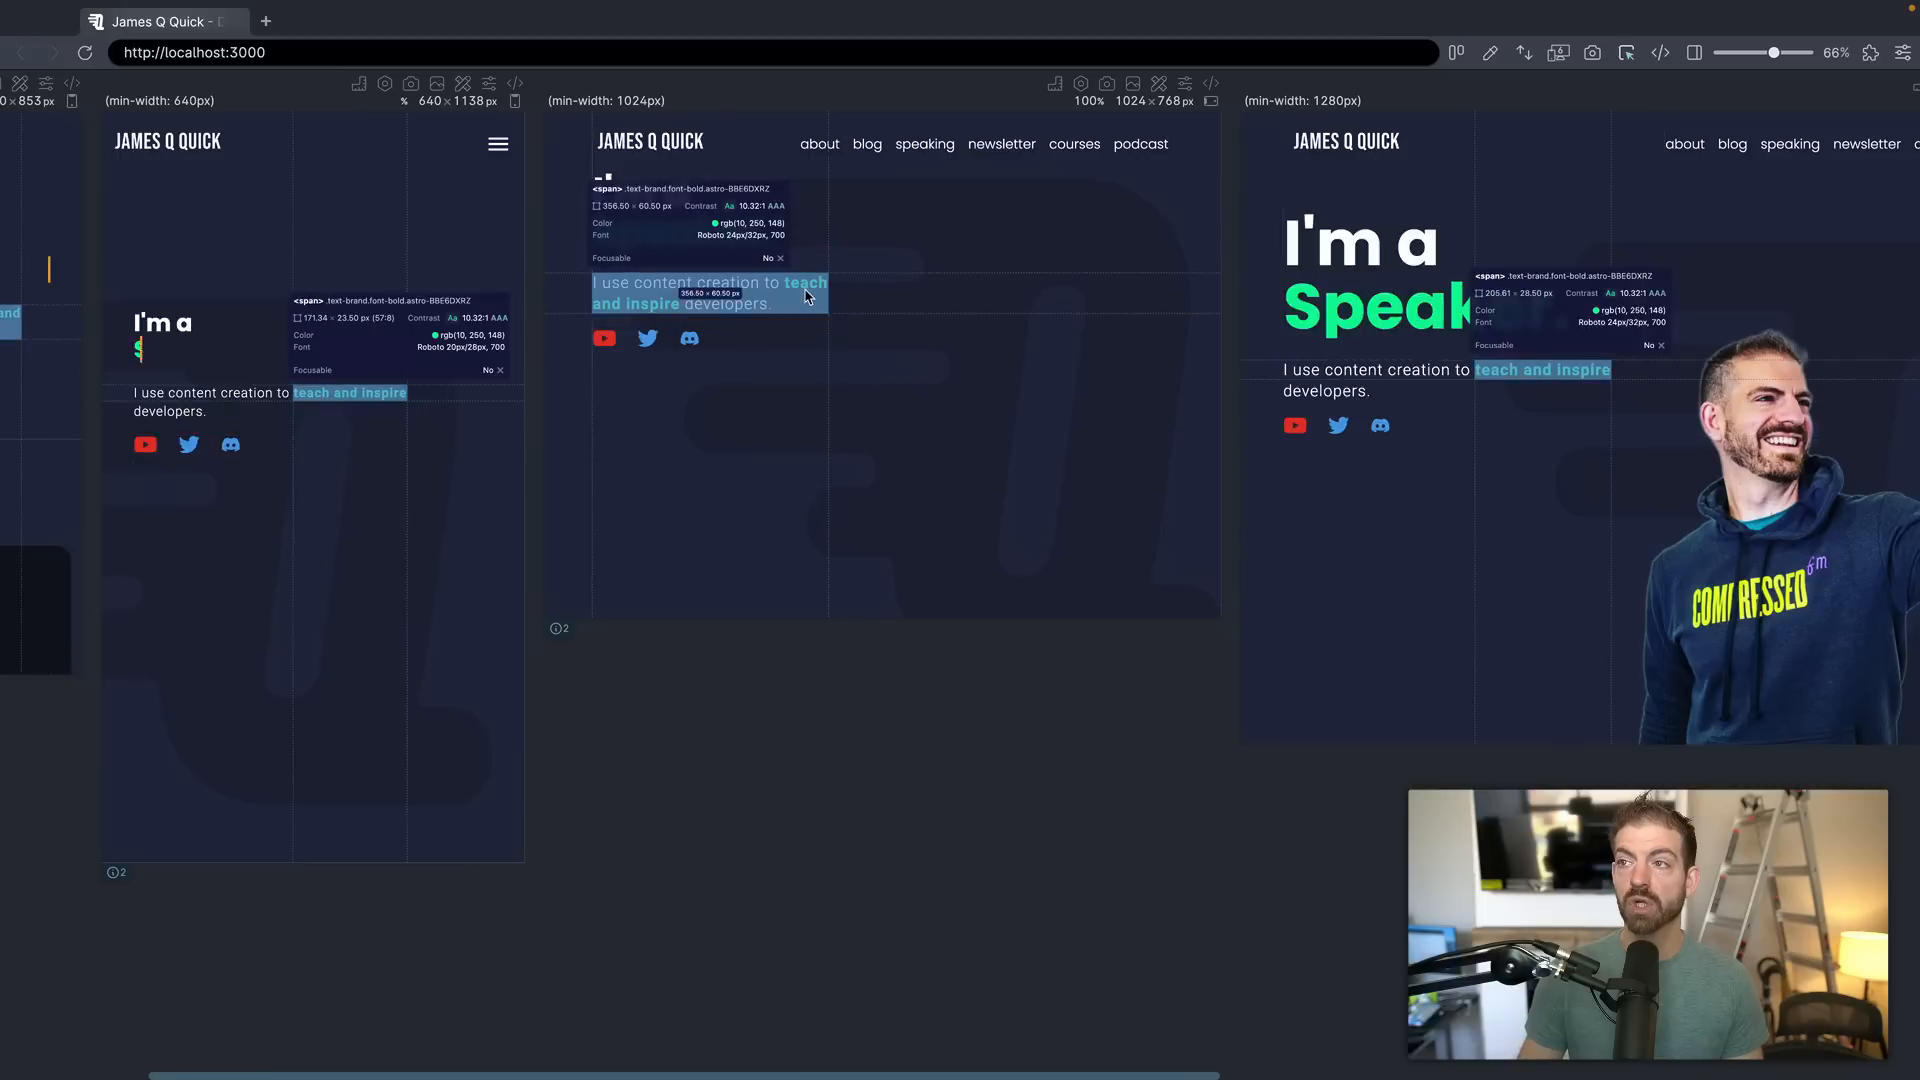 James Q Quick - D
http://localhost:3000
66%
0×853 px
(min-width: 640px)
% 640×1138 px
(min-width: 1024px)
100% 1024×768 px
(min-width: 1280px)
JAMES Q QUICK
JAMES Q QUICK
about blog speaking newsletter courses podcast
JAMES Q QUICK
about blog speaking newsletter
<span> .text-brand.font-bold.astro-BBE6DXRZ
356.50 × 60.50 px Contrast Aa 10.32:1 AAA
Color rgb(10, 250, 148)
Font Roboto 24px/32px, 700
Focusable No
I use content creation to teach
356.50 × 60.50 px
and inspire developers.
I'm a
Speak
<span> .text-brand.font-bold.astro-BBE6DXRZ
205.61 × 28.50 px Contrast Aa 10.32:1 AAA
Color rgb(10, 250, 148)
Font Roboto 24px/32px, 700
Focusable No
I use content creation to teach and inspire
developers.
and
I'm a
S
<span> .text-brand.font-bold.astro-BBE6DXRZ
171.34 × 23.50 px (57:8) Contrast Aa 10.32:1 AAA
Color rgb(10, 250, 148)
Font Roboto 20px/28px, 700
Focusable No
I use content creation to teach and inspire
developers.
2
2